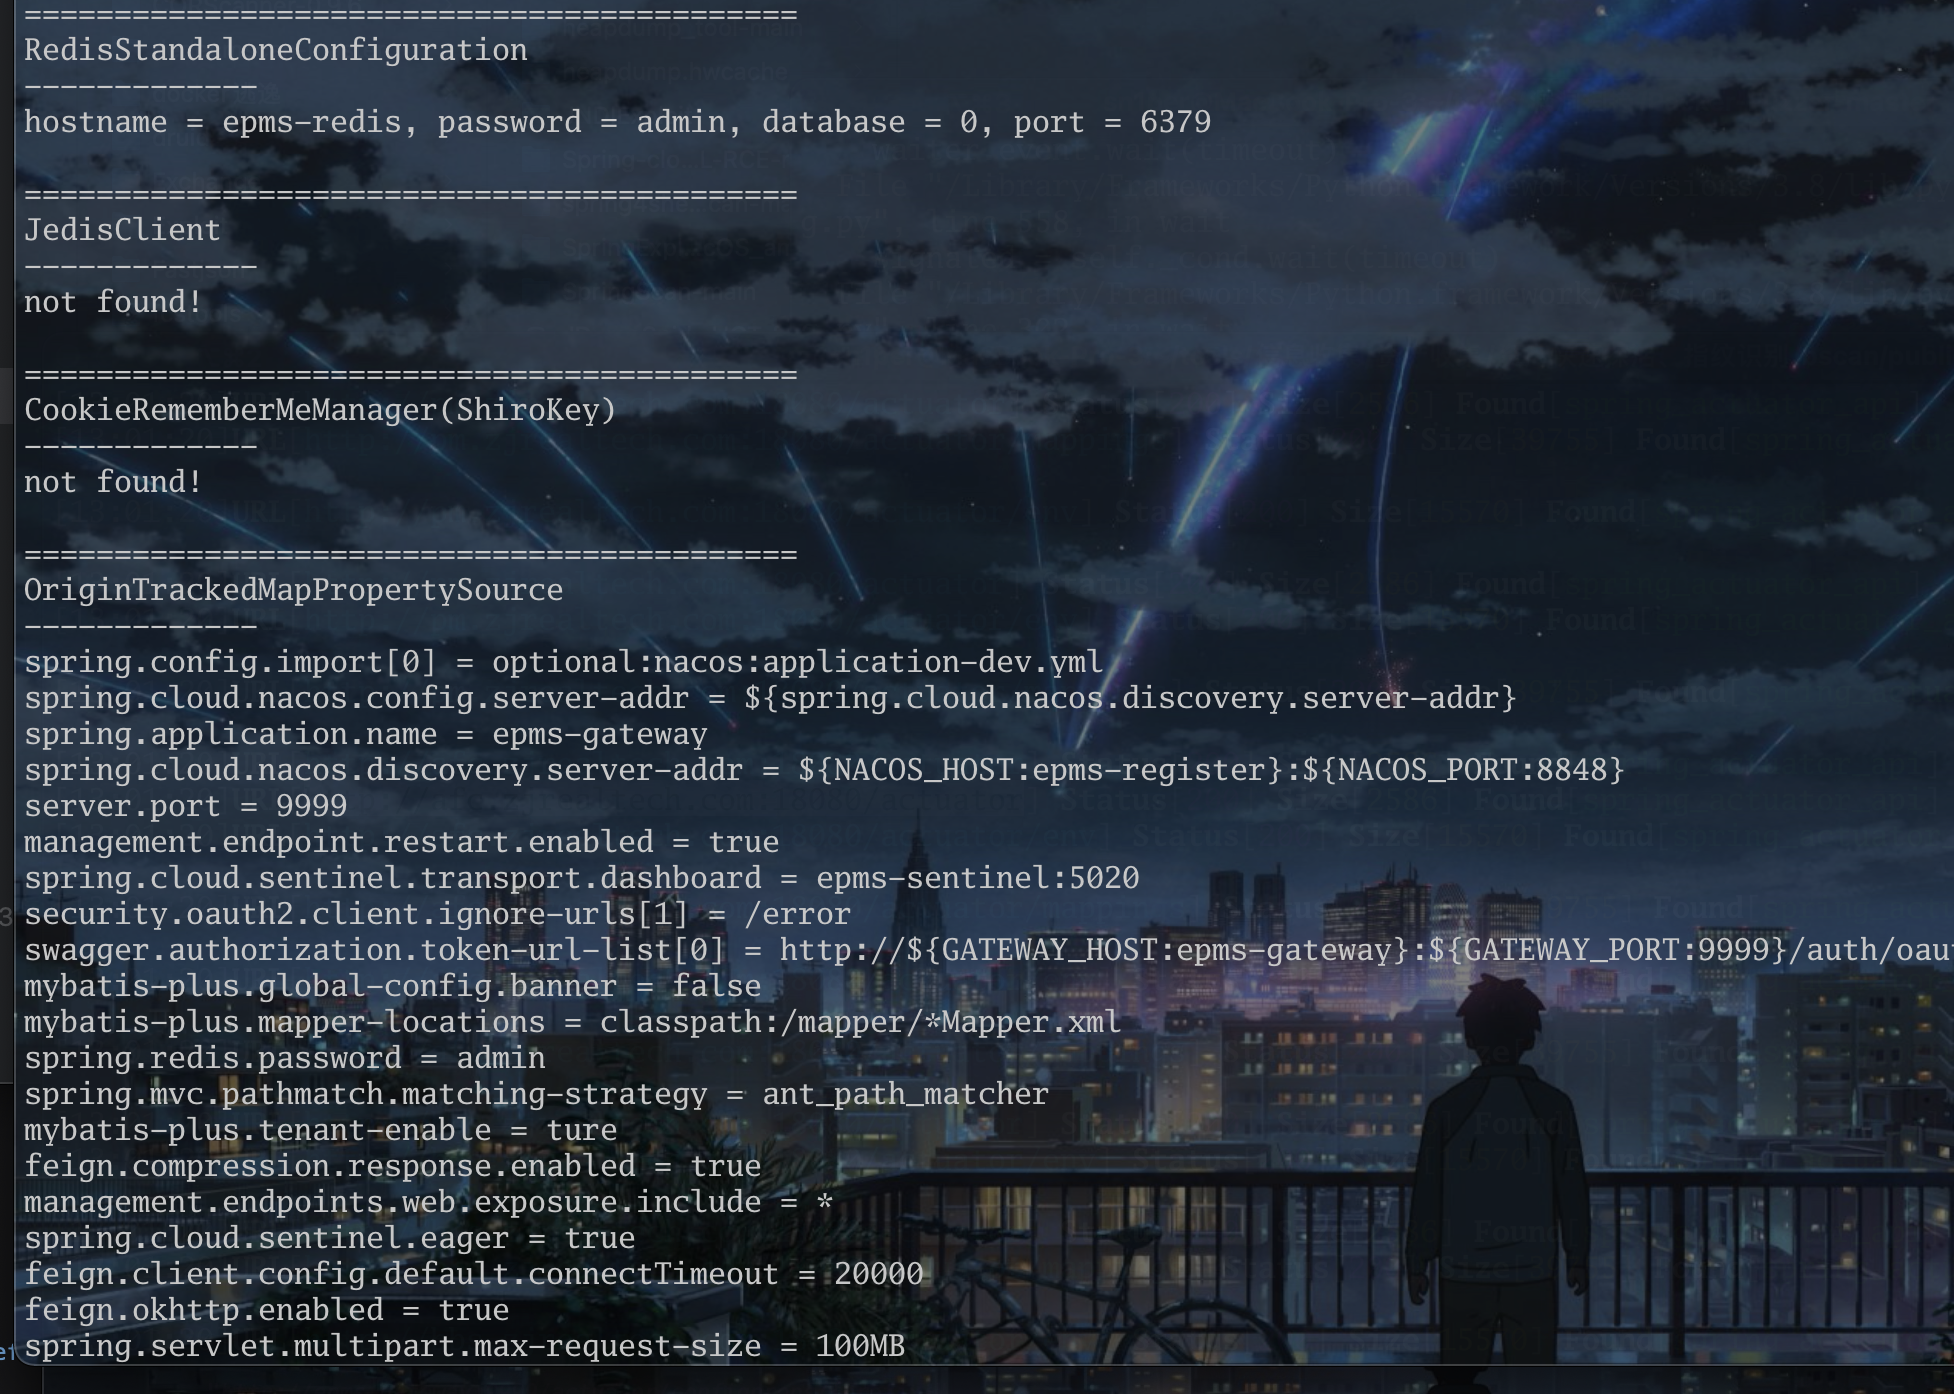 ===========================================
RedisStandaloneConfiguration
-------------
hostname = epms-redis, password = admin, database = 0, port = 6379
===========================================
JedisClient
-------------
not found!
===========================================
CookieRememberMeManager(ShiroKey)
-------------
not found!
===========================================
OriginTrackedMapPropertySource
-------------
spring.config.import[0] = optional:nacos:application-dev.yml
spring.cloud.nacos.config.server-addr = ${spring.cloud.nacos.discovery.server-addr}
spring.application.name = epms-gateway
spring.cloud.nacos.discovery.server-addr = ${NACOS_HOST:epms-register}:${NACOS_PORT:8848}
server.port = 9999
management.endpoint.restart.enabled = true
spring.cloud.sentinel.transport.dashboard = epms-sentinel:5020
security.oauth2.client.ignore-urls[1] = /error
swagger.authorization.token-url-list[0] = http://${GATEWAY_HOST:epms-gateway}:${GATEWAY_PORT:9999}/auth/oau
mybatis-plus.global-config.banner = false
mybatis-plus.mapper-locations = classpath:/mapper/*Mapper.xml
spring.redis.password = admin
spring.mvc.pathmatch.matching-strategy = ant_path_matcher
mybatis-plus.tenant-enable = ture
feign.compression.response.enabled = true
management.endpoints.web.exposure.include = *
spring.cloud.sentinel.eager = true
feign.client.config.default.connectTimeout = 20000
feign.okhttp.enabled = true
spring.servlet.multipart.max-request-size = 100MB